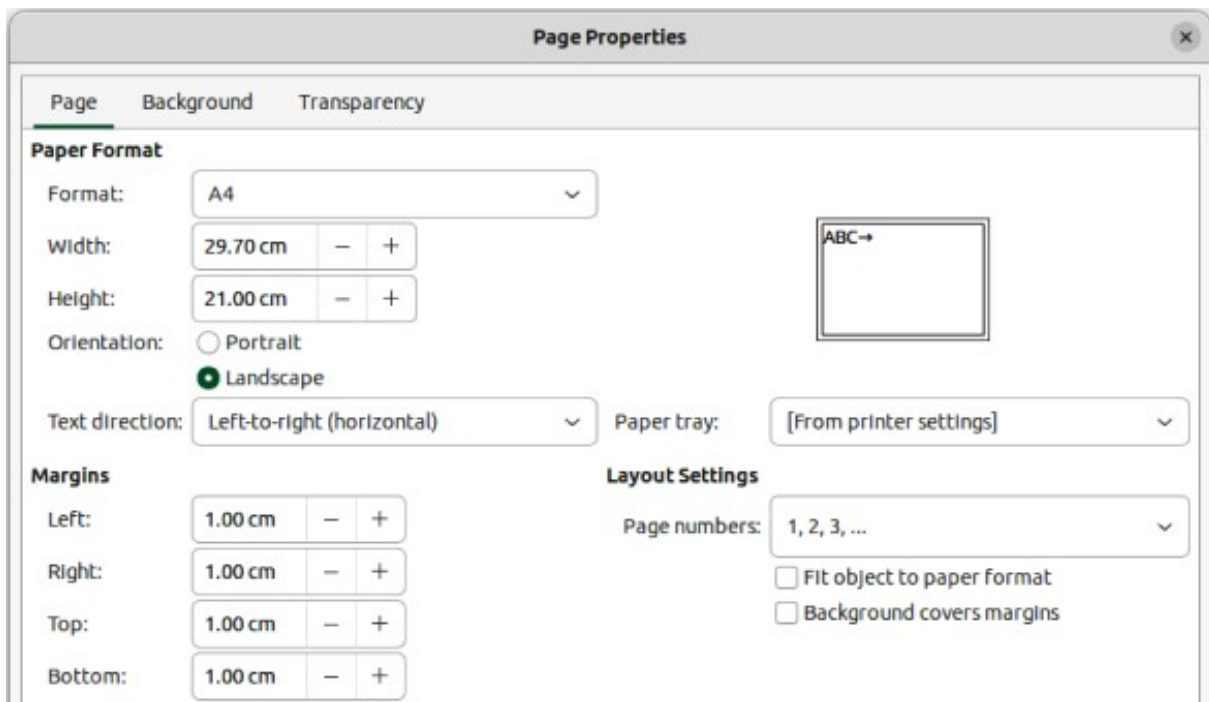 Page Properties
Page Background Transparency
Paper Format
Format: A4
Width: 29.70 cm − +
ABC→
Height: 21.00 cm − +
Orientation: Portrait
Landscape
Text direction: Left-to-right (horizontal) Paper tray: [From printer settings]
Margins Layout Settings
Left: 1.00 cm − + Page numbers: 1, 2, 3, ...
Right: 1.00 cm − + Fit object to paper format
Top: 1.00 cm − + Background covers margins
Bottom: 1.00 cm − +